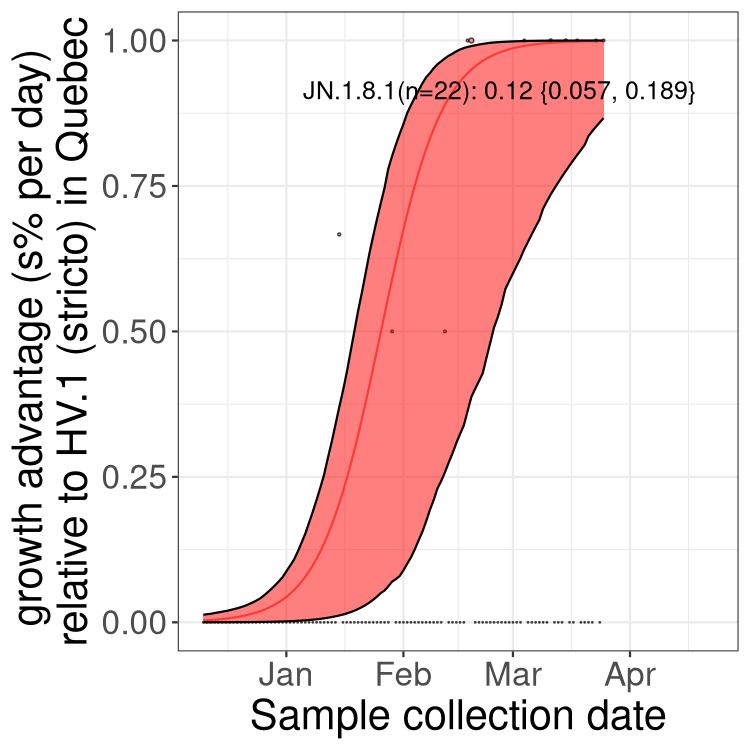 growth advantage (s% per day)
relative to HV.1 (stricto) in Quebec
1.00
0.75
0.50
0.25
0.00
JN.1.8.1(n=22): 0.12 {0.057, 0.189}
Jan Feb Mar Apr
Sample collection date